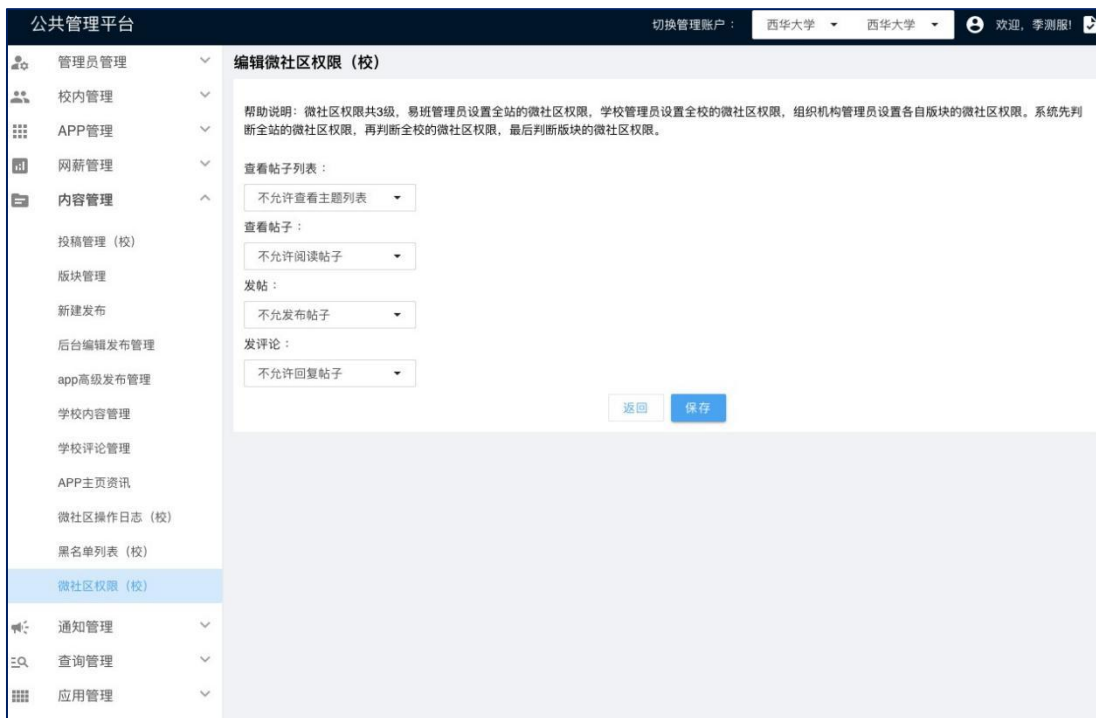 公共管理平台
切换管理账户：
西华大学
西华大学
欢迎，季测服!
管理员管理
校内管理
APP管理
网薪管理
内容管理
投稿管理（校）
版块管理
新建发布
后台编辑发布管理
app高级发布管理
学校内容管理
学校评论管理
APP主页资讯
微社区操作日志（校）
黑名单列表（校）
微社区权限（校）
通知管理
查询管理
应用管理
编辑微社区权限（校）
帮助说明：微社区权限共3级，易班管理员设置全站的微社区权限，学校管理员设置全校的微社区权限，组织机构管理员设置各自版块的微社区权限。系统先判
断全站的微社区权限，再判断全校的微社区权限，最后判断版块的微社区权限。
查看帖子列表：
不允许查看主题列表
查看帖子：
不允许阅读帖子
发帖：
不允发布帖子
发评论：
不允许回复帖子
返回
保存